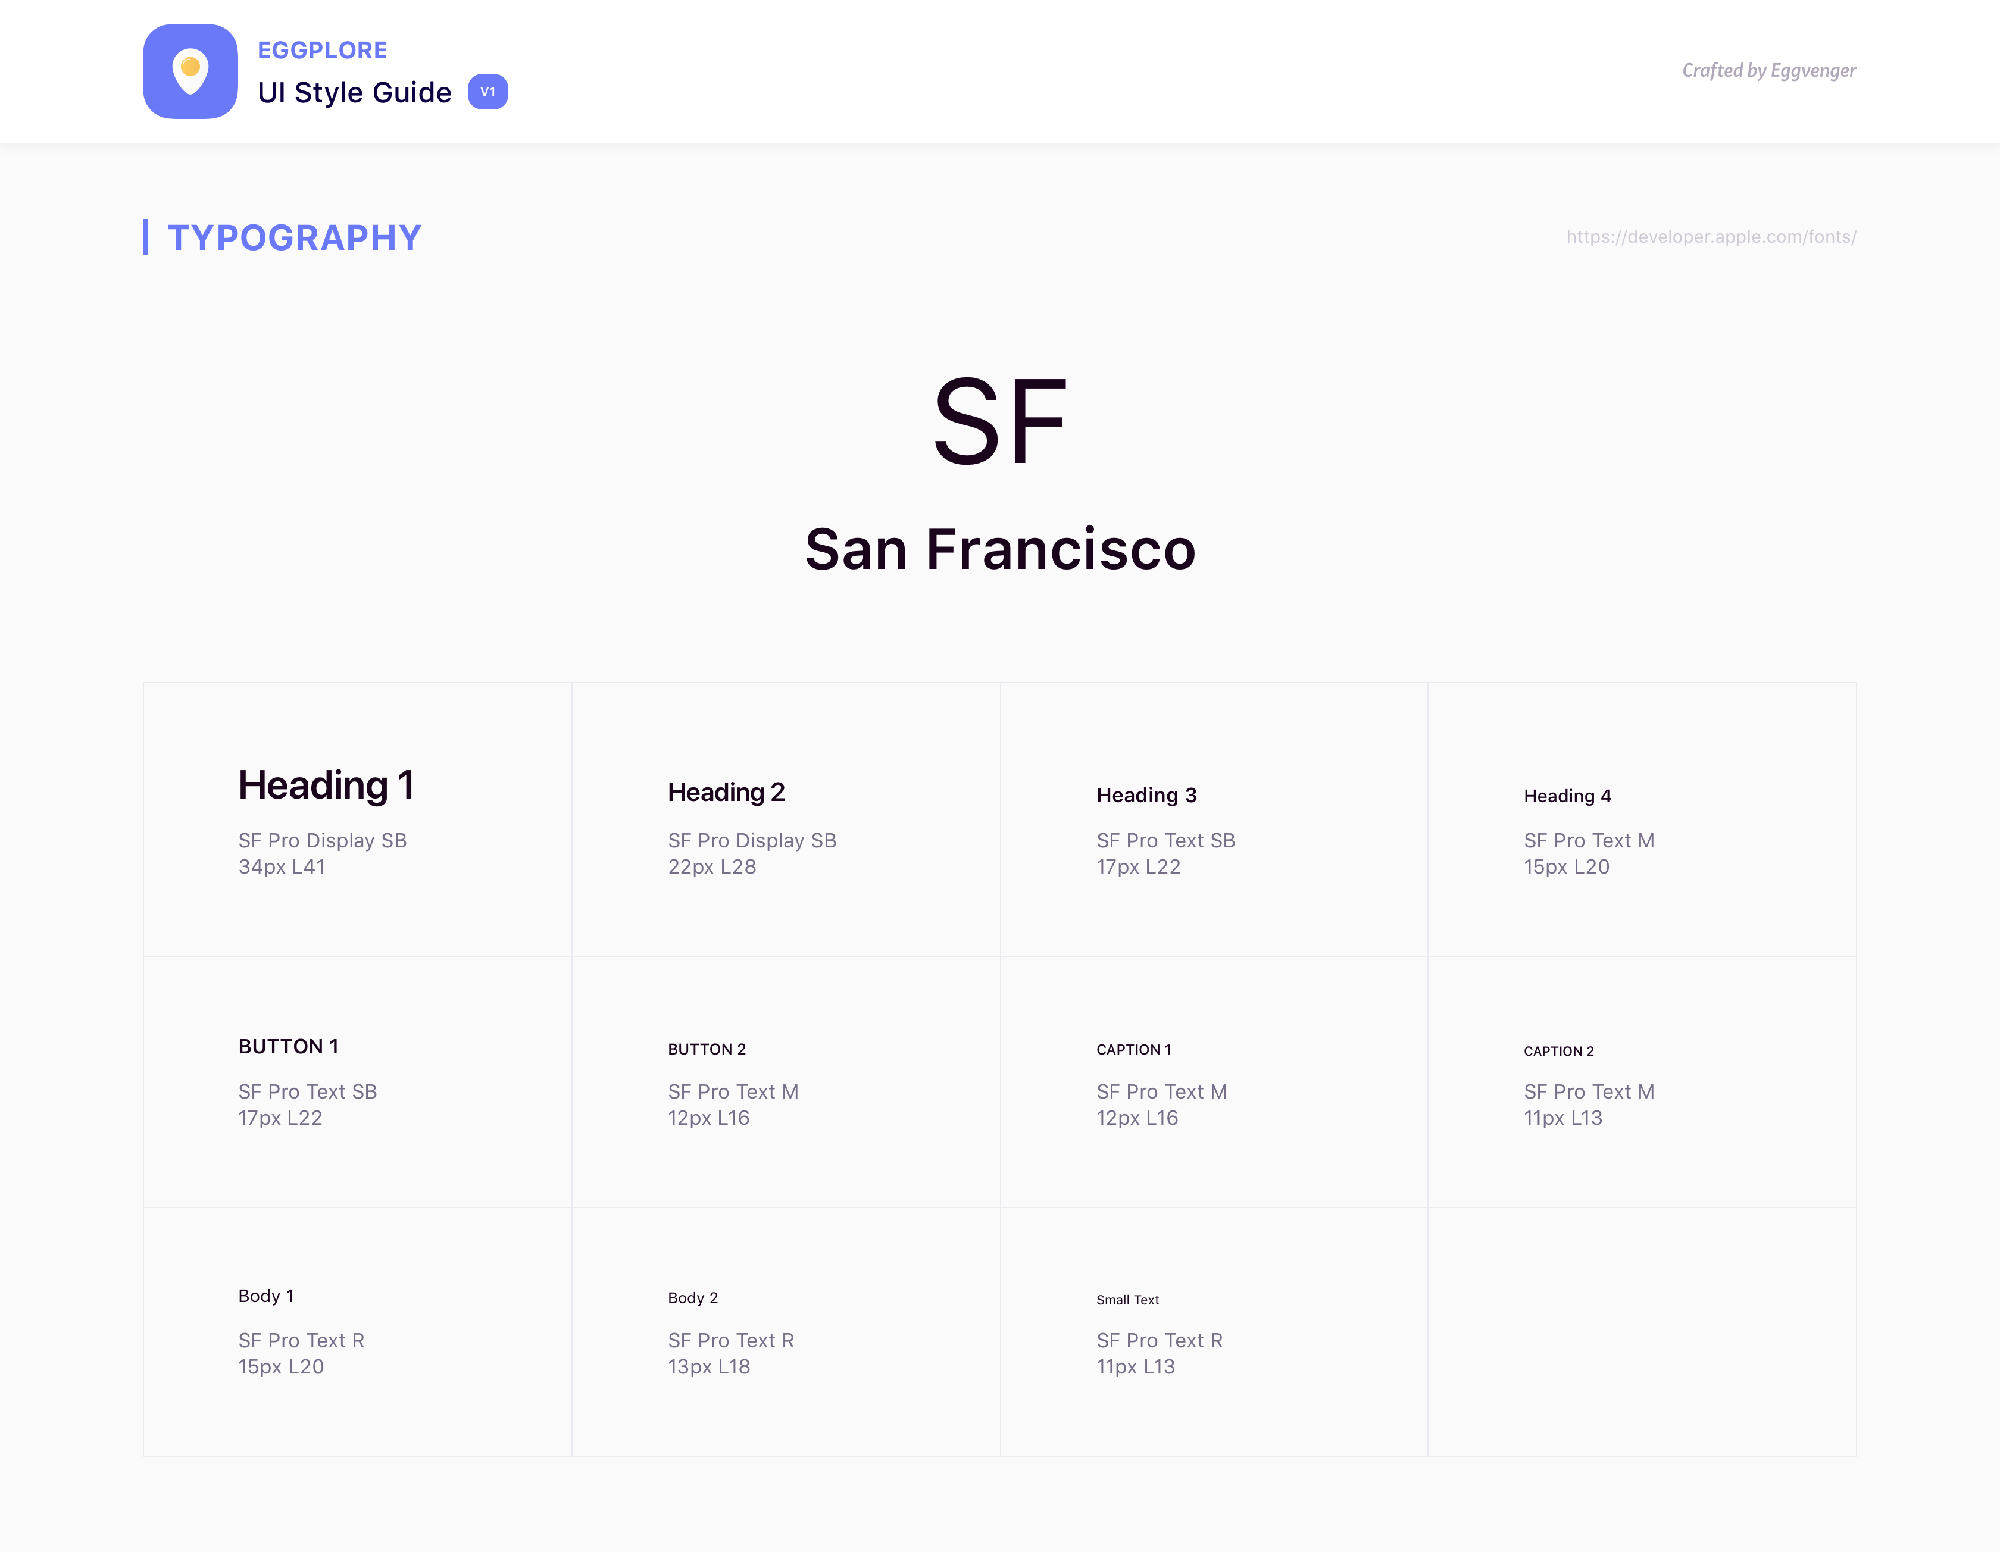 EGGPLORE
UI Style Guide V1
Crafted by Eggvenger
TYPOGRAPHY
https://developer.apple.com/fonts/
SF
San Francisco
Heading 1
SF Pro Display SB
34px L41
Heading 2
SF Pro Display SB
22px L28
Heading 3
SF Pro Text SB
17px L22
Heading 4
SF Pro Text M
15px L20
BUTTON 1
SF Pro Text SB
17px L22
BUTTON 2
SF Pro Text M
12px L16
CAPTION 1
SF Pro Text M
12px L16
CAPTION 2
SF Pro Text M
11px L13
Body 1
SF Pro Text R
15px L20
Body 2
SF Pro Text R
13px L18
Small Text
SF Pro Text R
11px L13